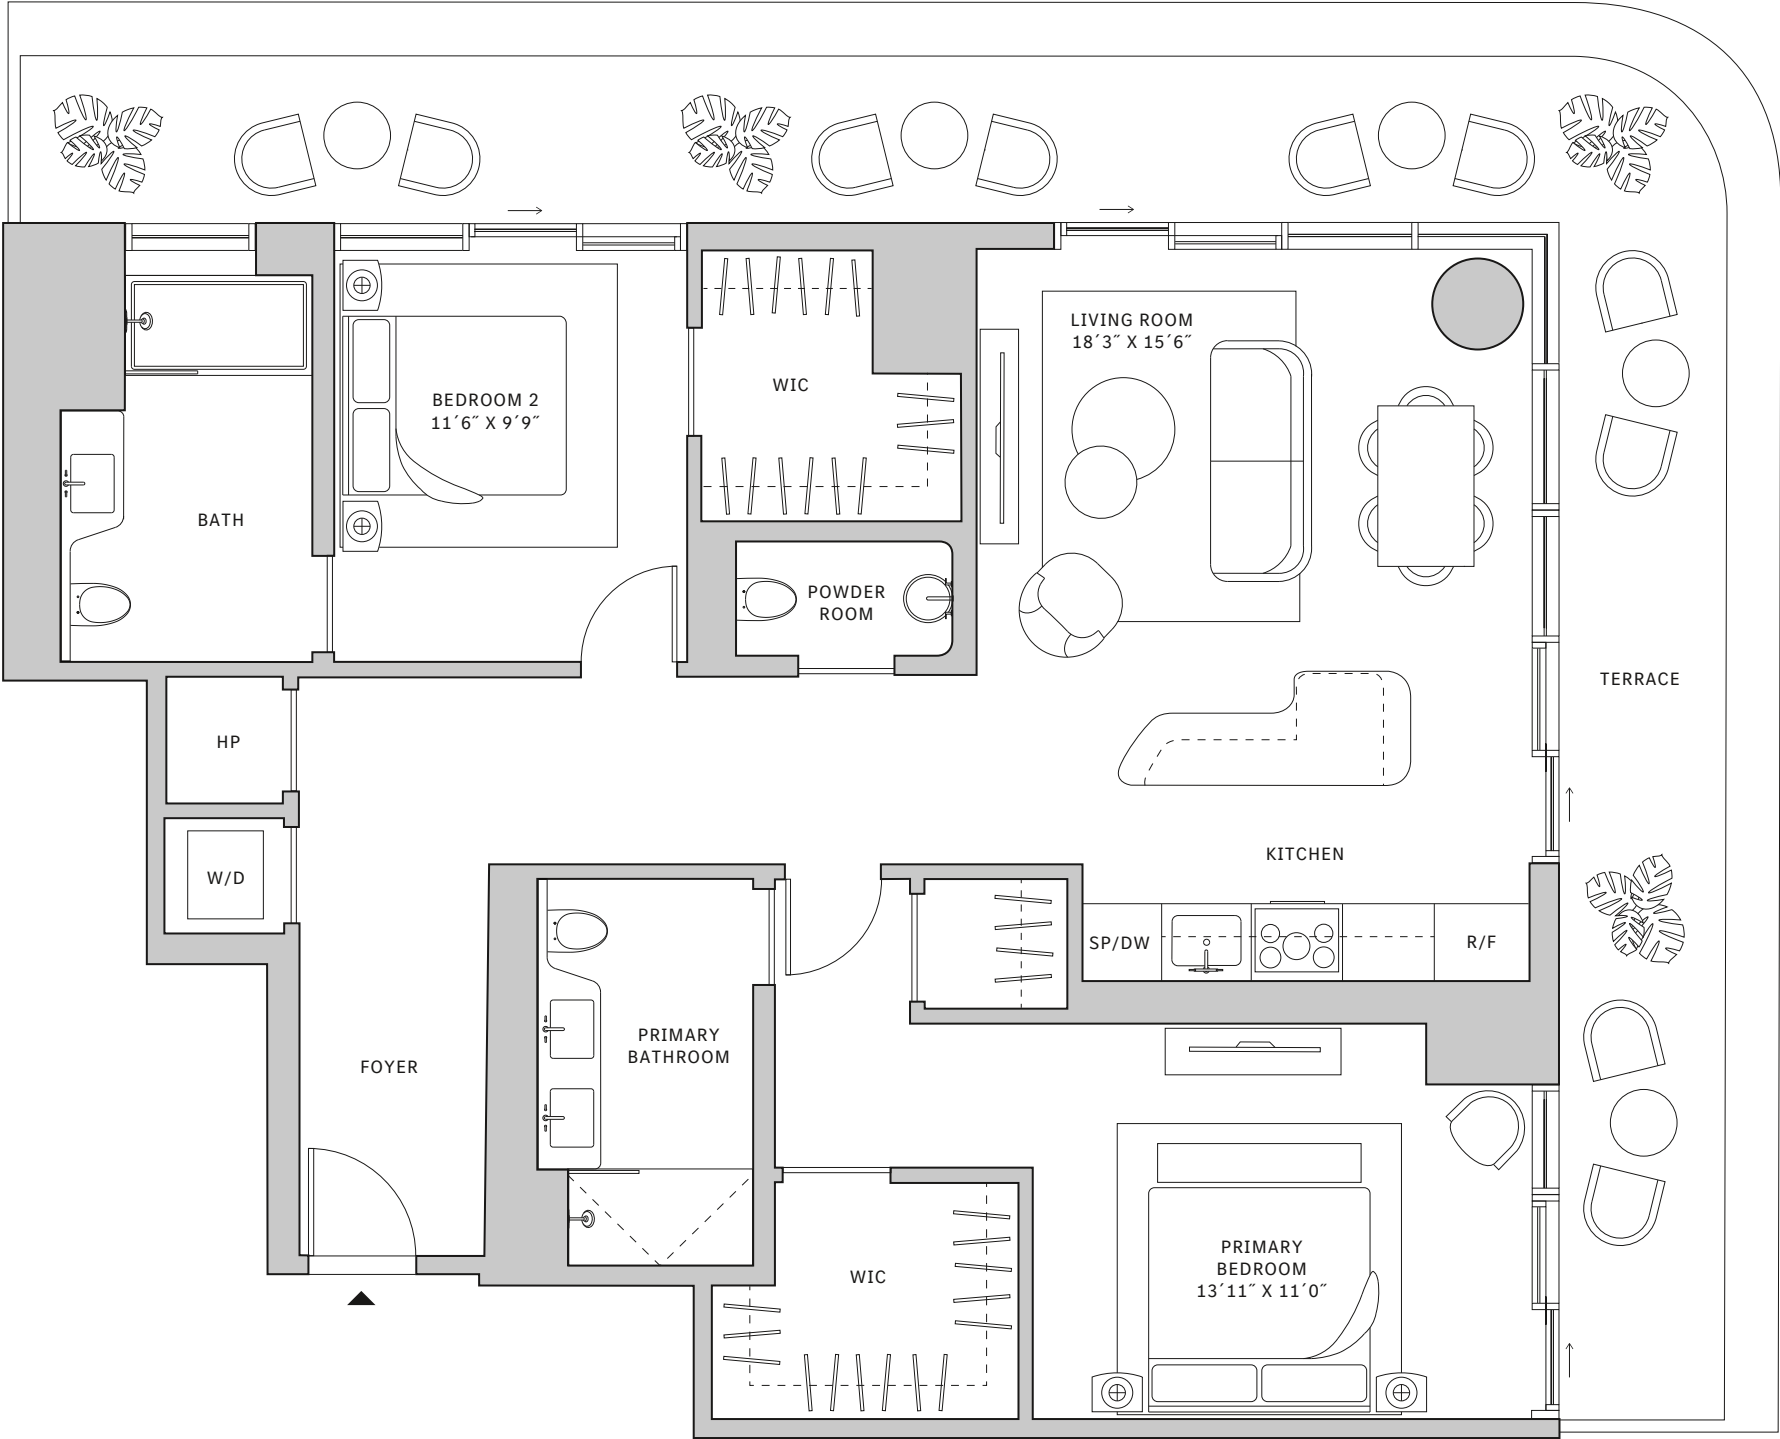 LIVING ROOM
18´3˝ X 15´6˝
BEDROOM 2
11´6˝ X 9´9˝
WIC
BATH
POWDER
ROOM
TERRACE
HP
KITCHEN
W/D
SP/DW
R/F
PRIMARY
BATHROOM
FOYER
PRIMARY
BEDROOM
13´11˝ X 11´0˝
WIC